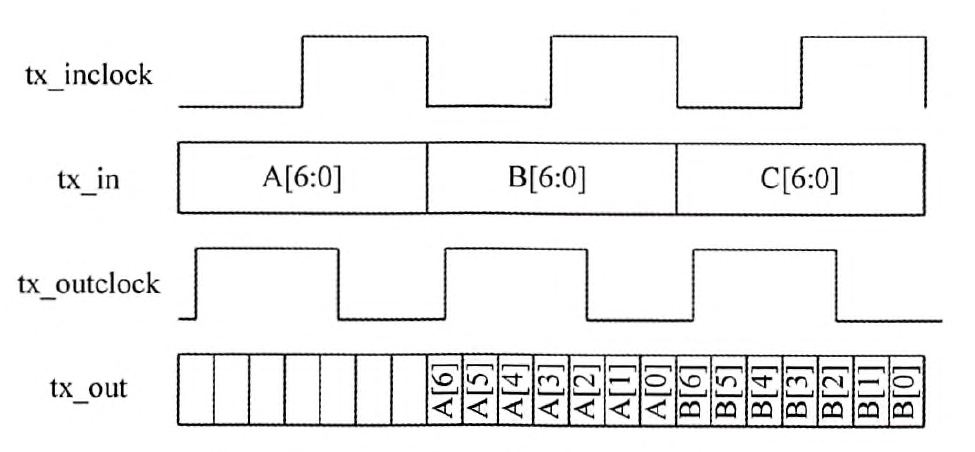 tx_inclock
tx_in A[6:0] B[6:0] C[6:0]
tx_outclock
tx_out A[6] A[5] A[4] A[3] A[2] A[1] A[0] B[6] B[5] B[4] B[3] B[2] B[1] B[0]